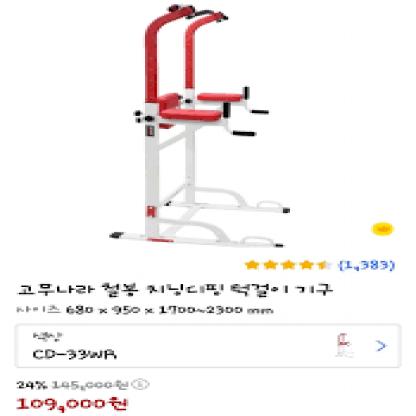 (1,383)
고무나라 철봉 치닝디핑 턱걸이 기구
사이즈 680 x 950 x 1700~2300 mm
색상
CD-33WR
24% 145,000원
109,000원